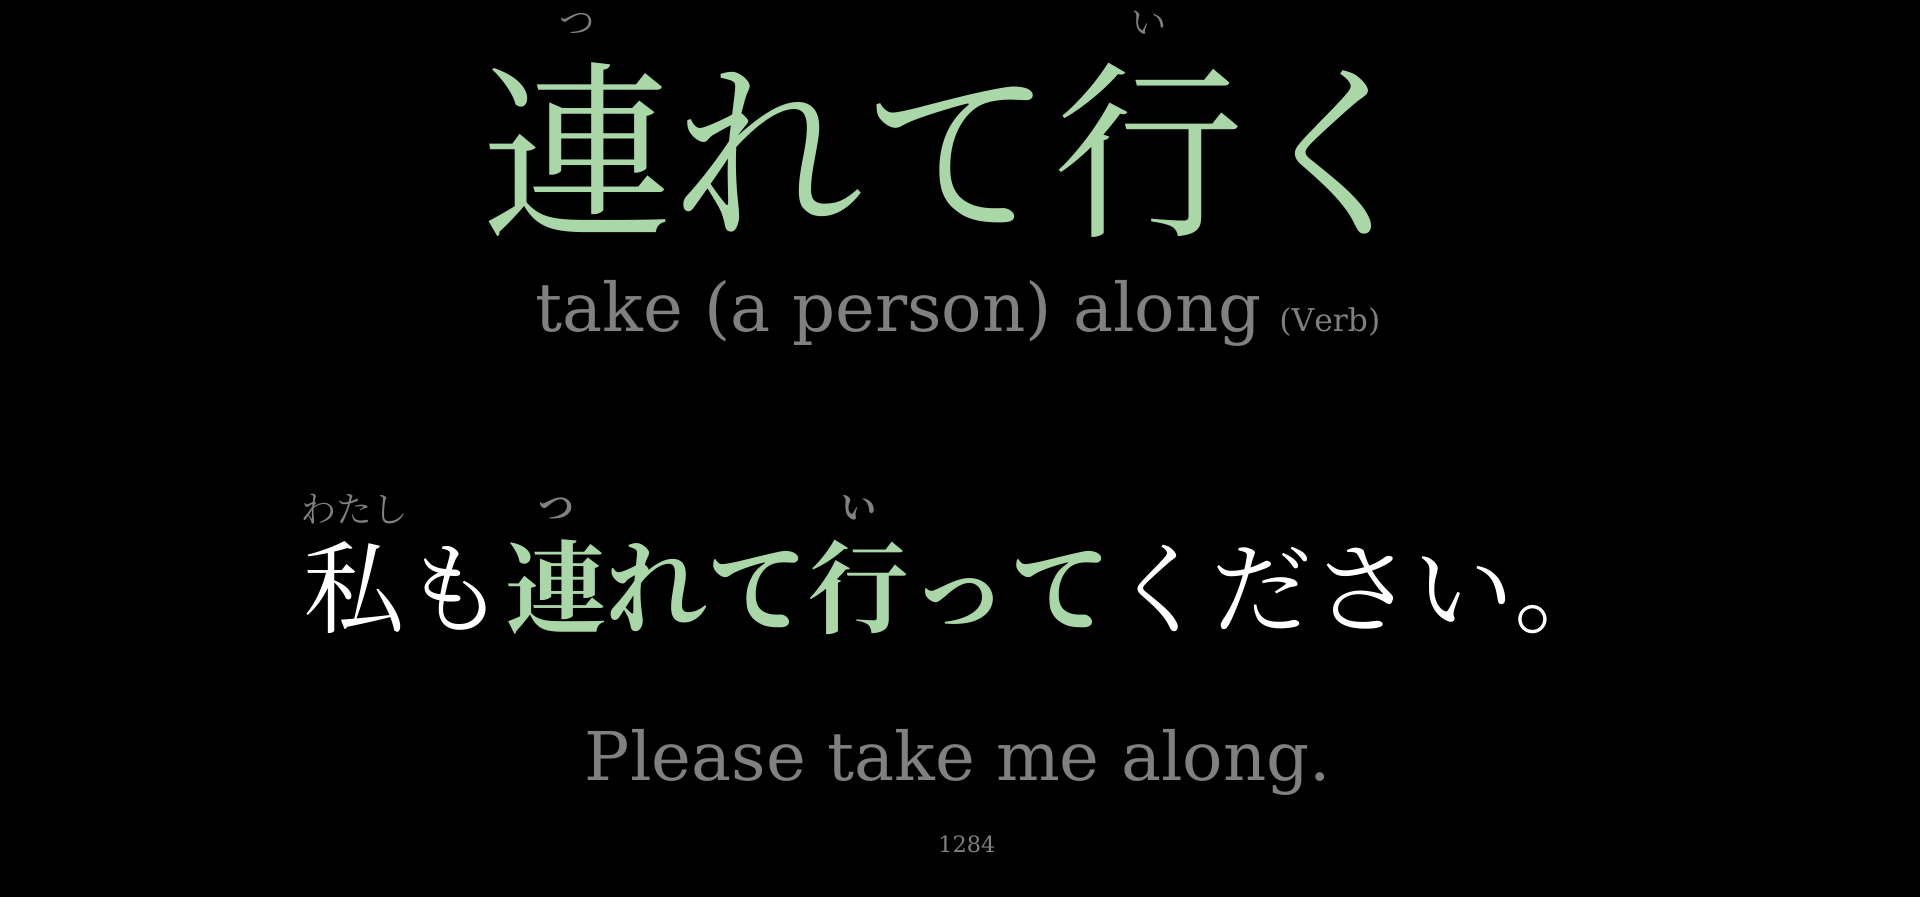 つ い
連れて行く
take (a person) along (Verb)
わたし つ い
私も連れて行ってください。
Please take me along.
1284